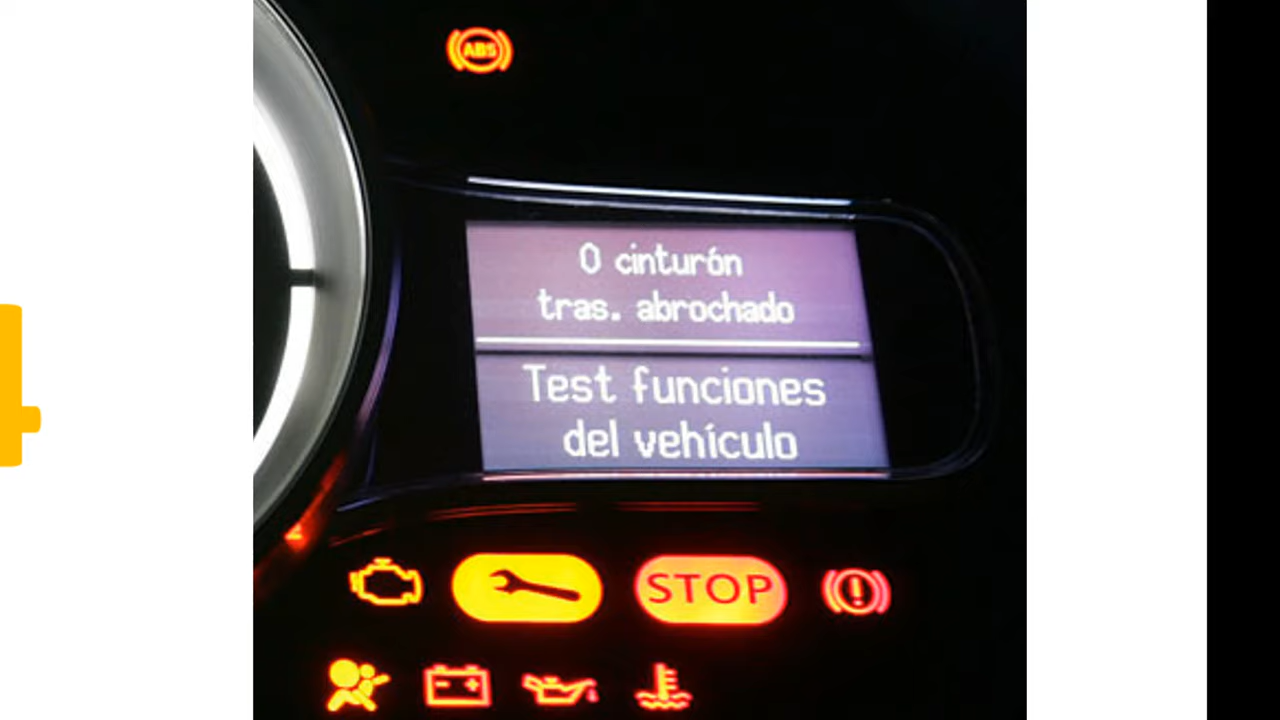 ABS
0 cinturón
tras. abrochado
Test funciones
del vehículo
STOP